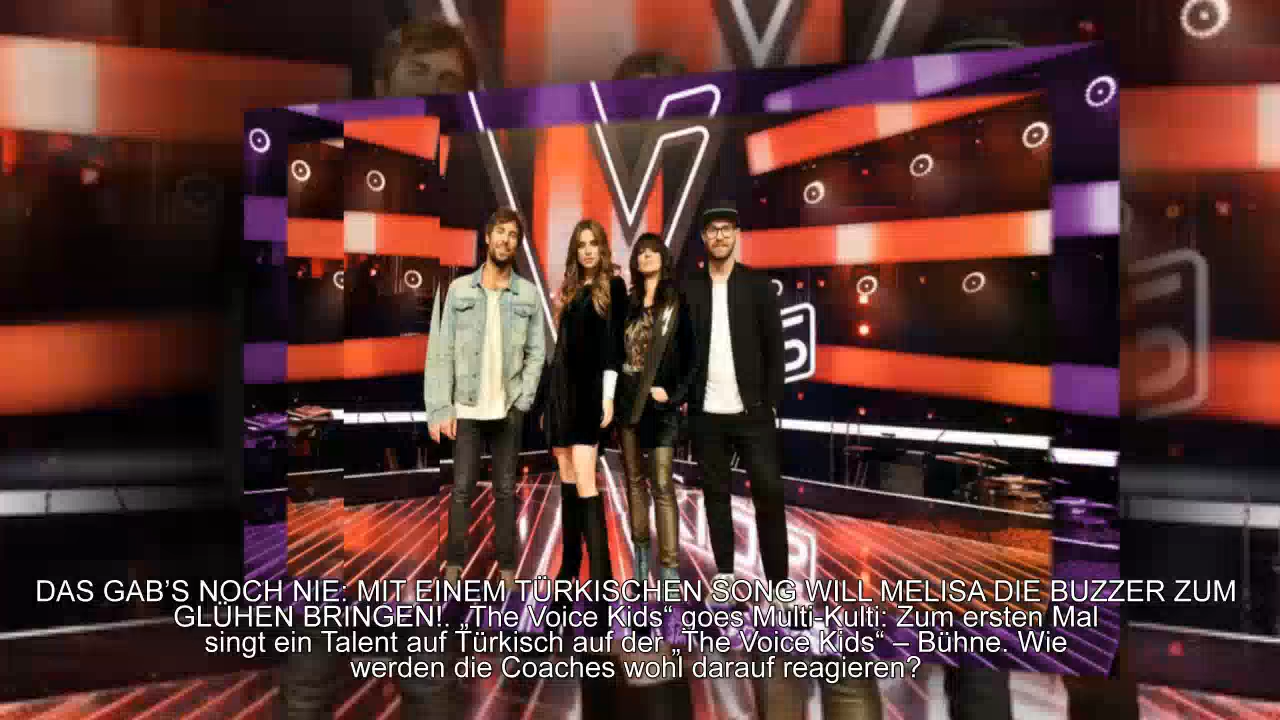 DAS GAB’S NOCH NIE: MIT EINEM TÜRKISCHEN SONG WILL MELISA DIE BUZZER ZUM
GLÜHEN BRINGEN!. „The Voice Kids“ goes Multi-Kulti: Zum ersten Mal
singt ein Talent auf Türkisch auf der „The Voice Kids“ – Bühne. Wie
werden die Coaches wohl darauf reagieren?